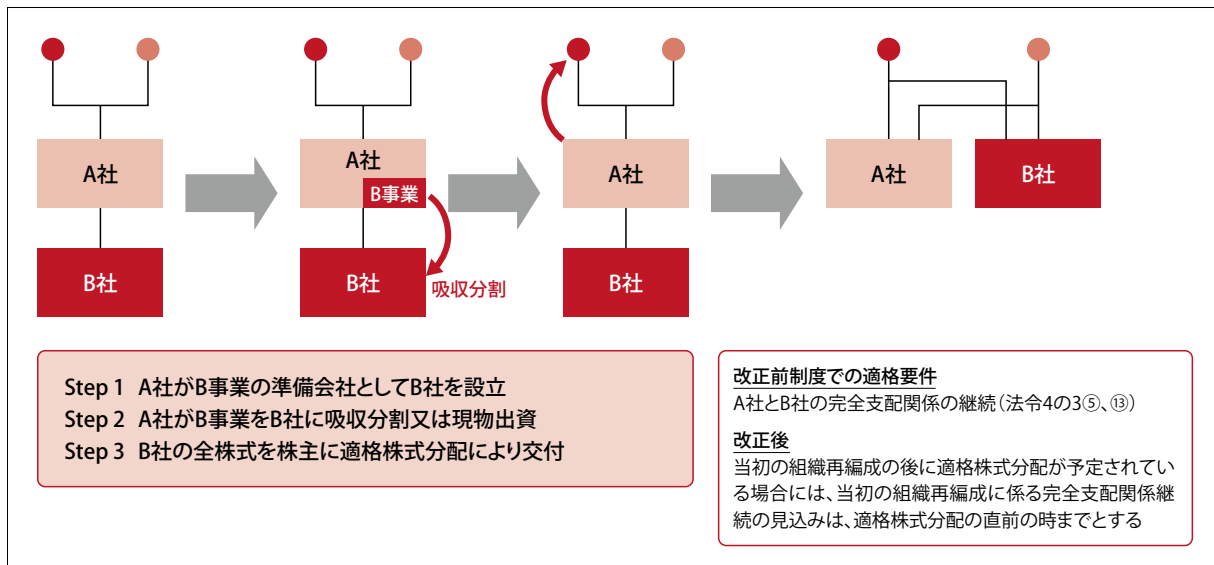 A社
B社
A社
B事業
B社
吸収分割
A社
B社
A社
B社
Step 1 A社がB事業の準備会社としてB社を設立
Step 2 A社がB事業をB社に吸収分割又は現物出資
Step 3 B社の全株式を株主に適格株式分配により交付
改正前制度での適格要件
A社とB社の完全支配関係の継続（法令4の3⑤、⑬）
改正後
当初の組織再編成の後に適格株式分配が予定されてい
る場合には、当初の組織再編成に係る完全支配関係継
続の見込みは、適格株式分配の直前の時までとする